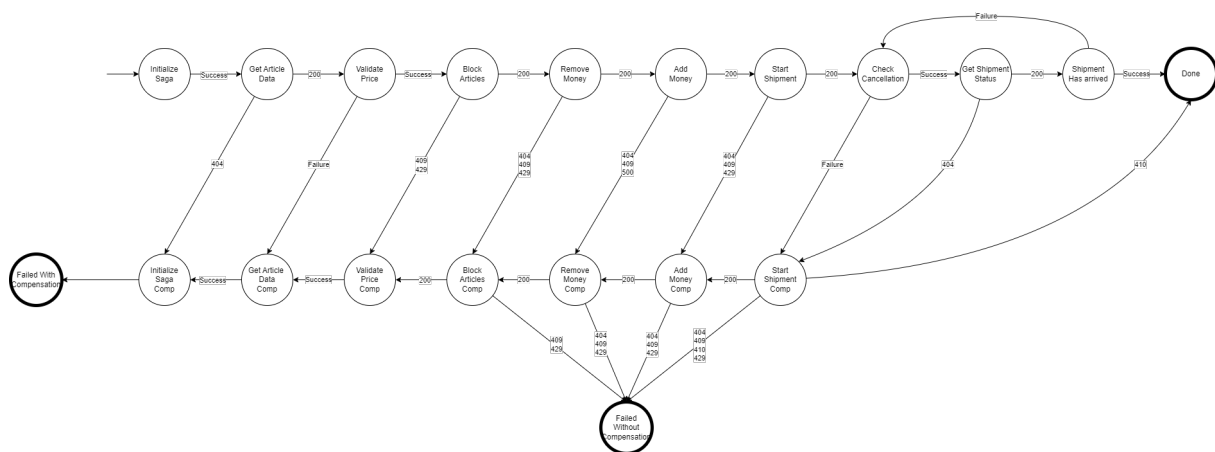 Failure
Initialize
Saga
Success
Get Article
Data
200
Validate
Price
Success
Block
Articles
200
Remove
Money
200
Add
Money
200
Start
Shipment
200
Check
Cancellation
Success
Get Shipment
Status
200
Shipment
Has arrived
Success
Done
404
Failure
409
429
404
409
429
404
409
500
404
409
429
Failure
404
410
Failed With
Compensation
Initialize
Saga
Comp
Success
Get Article
Data
Comp
Success
Validate
Price
Comp
200
Block
Articles
Comp
200
Remove
Money
Comp
200
Add
Money
Comp
200
Start
Shipment
Comp
409
429
404
409
429
404
409
429
404
409
410
429
Failed
Without
Compensation